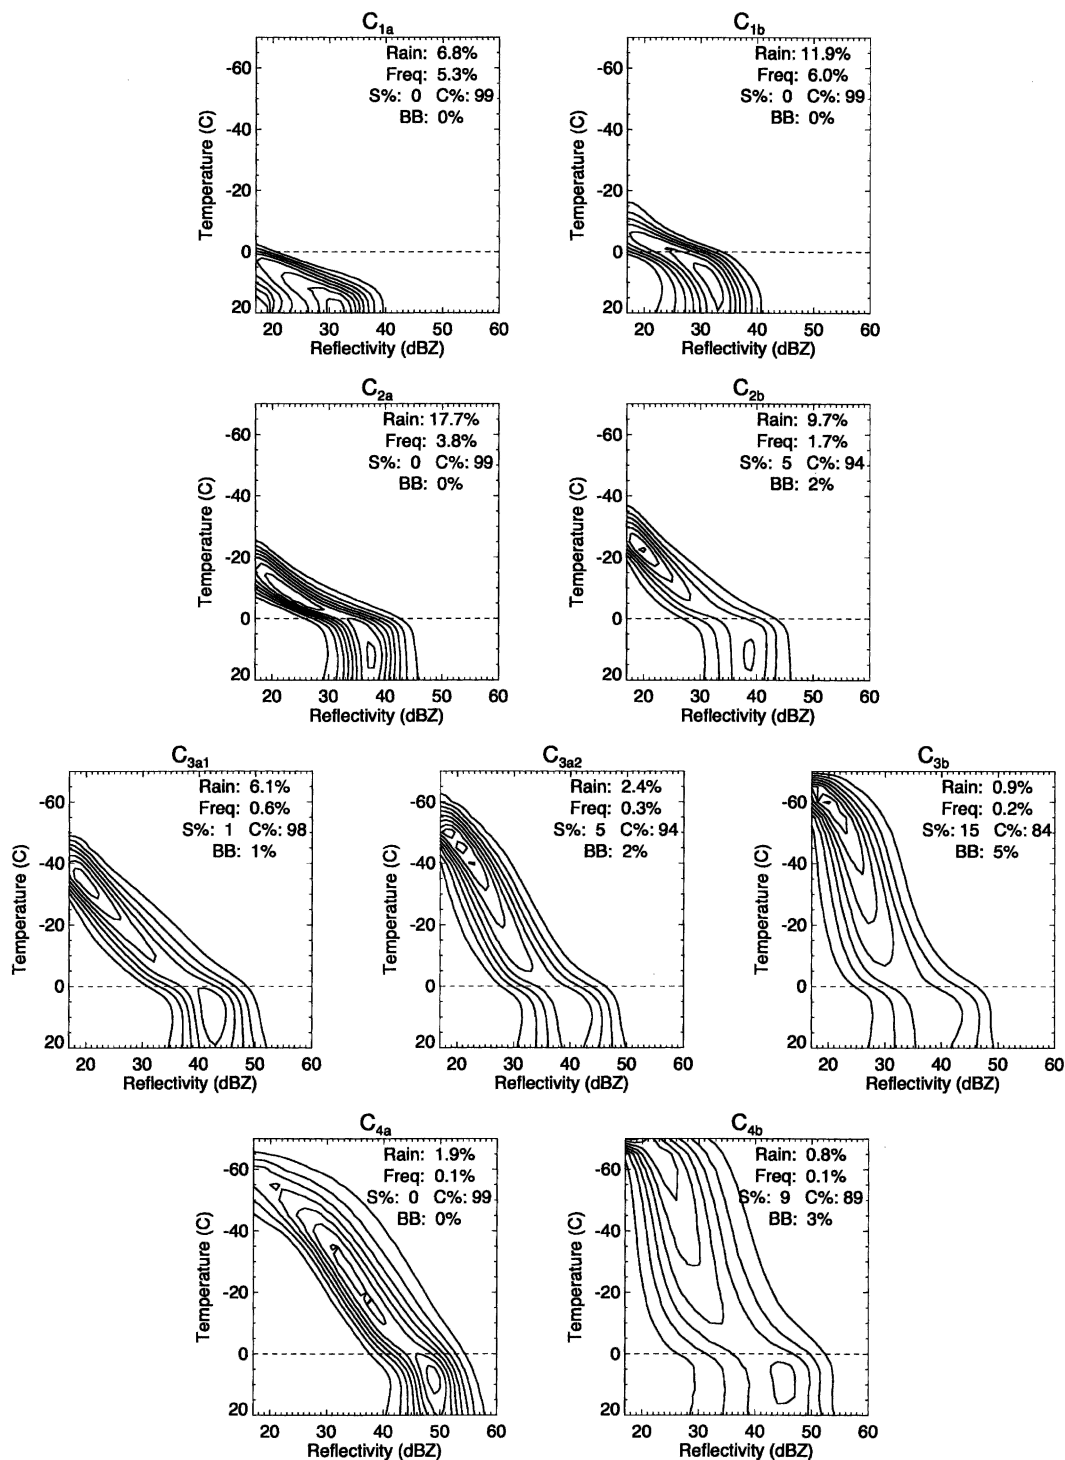 C1a
Rain: 6.8%
Freq: 5.3%
S%: 0 C%: 99
BB: 0%
-60
-40
-20
0
20
Temperature (C)
20 30 40 50 60
Reflectivity (dBZ)
C1b
Rain: 11.9%
Freq: 6.0%
S%: 0 C%: 99
BB: 0%
-60
-40
-20
0
20
Temperature (C)
20 30 40 50 60
Reflectivity (dBZ)
C2a
Rain: 17.7%
Freq: 3.8%
S%: 0 C%: 99
BB: 0%
-60
-40
-20
0
20
Temperature (C)
20 30 40 50 60
Reflectivity (dBZ)
C2b
Rain: 9.7%
Freq: 1.7%
S%: 5 C%: 94
BB: 2%
-60
-40
-20
0
20
Temperature (C)
20 30 40 50 60
Reflectivity (dBZ)
C3a1
Rain: 6.1%
Freq: 0.6%
S%: 1 C%: 98
BB: 1%
-60
-40
-20
0
20
Temperature (C)
20 30 40 50 60
Reflectivity (dBZ)
C3a2
Rain: 2.4%
Freq: 0.3%
S%: 5 C%: 94
BB: 2%
-60
-40
-20
0
20
Temperature (C)
20 30 40 50 60
Reflectivity (dBZ)
C3b
Rain: 0.9%
Freq: 0.2%
S%: 15 C%: 84
BB: 5%
-60
-40
-20
0
20
Temperature (C)
20 30 40 50 60
Reflectivity (dBZ)
C4a
Rain: 1.9%
Freq: 0.1%
S%: 0 C%: 99
BB: 0%
-60
-40
-20
0
20
Temperature (C)
20 30 40 50 60
Reflectivity (dBZ)
C4b
Rain: 0.8%
Freq: 0.1%
S%: 9 C%: 89
BB: 3%
-60
-40
-20
0
20
Temperature (C)
20 30 40 50 60
Reflectivity (dBZ)